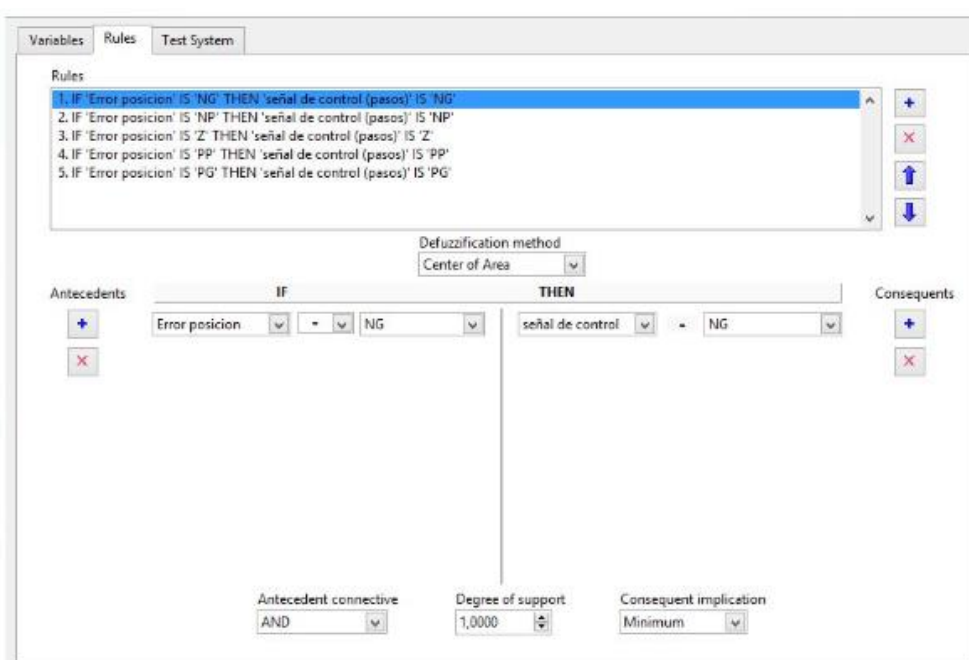 Variables Rules Test System
Rules
1. IF 'Error posicion' IS 'NG' THEN 'señal de control (pasos)' IS 'NG'
2. IF 'Error posicion' IS 'NP' THEN 'señal de control (pasos)' IS 'NP'
3. IF 'Error posicion' IS 'Z' THEN 'señal de control (pasos)' IS 'Z'
4. IF 'Error posicion' IS 'PP' THEN 'señal de control (pasos)' IS 'PP'
5. IF 'Error posicion' IS 'PG' THEN 'señal de control (pasos)' IS 'PG'
Defuzzification method
Center of Area
Antecedents IF THEN Consequents
Error posicion = NG señal de control = NG
Antecedent connective Degree of support Consequent implication
AND 1,0000 Minimum